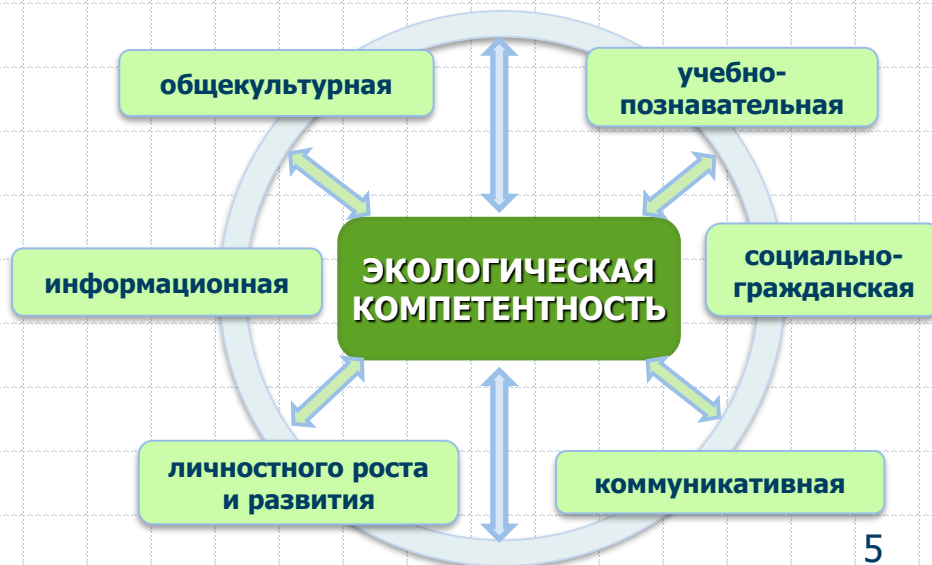 общекультурная
учебно-
познавательная
информационная
ЭКОЛОГИЧЕСКАЯ
КОМПЕТЕНТНОСТЬ
социально-
гражданская
личностного роста
и развития
коммуникативная
5